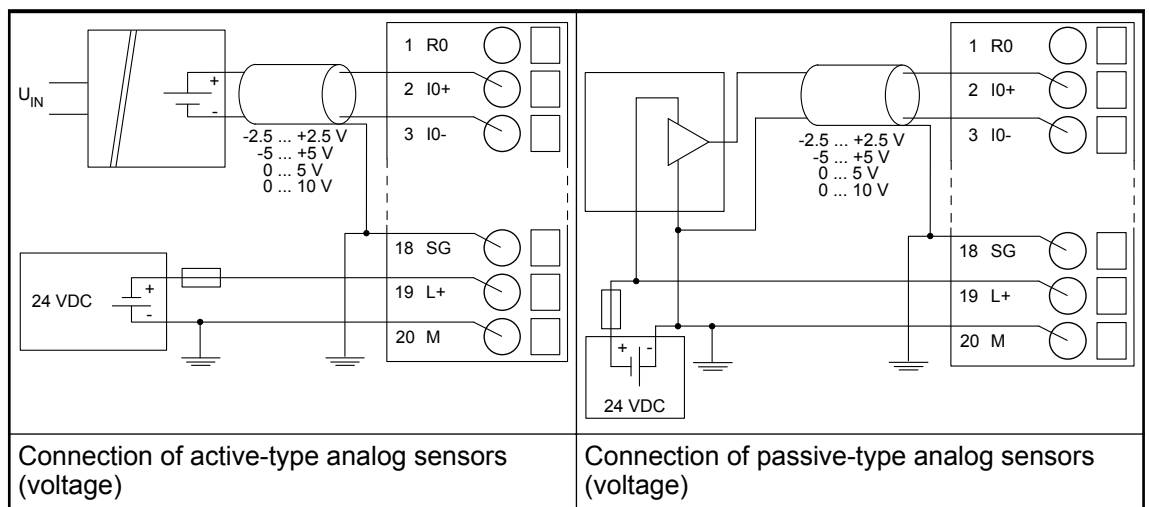 1 R0
U_IN
+
-
2 I0+
3 I0-
-2.5 ... +2.5 V
-5 ... +5 V
0 ... 5 V
0 ... 10 V
18 SG
24 VDC
+
-
19 L+
20 M
Connection of active-type analog sensors
(voltage)
1 R0
2 I0+
3 I0-
-2.5 ... +2.5 V
-5 ... +5 V
0 ... 5 V
0 ... 10 V
18 SG
19 L+
20 M
+ -
24 VDC
Connection of passive-type analog sensors
(voltage)